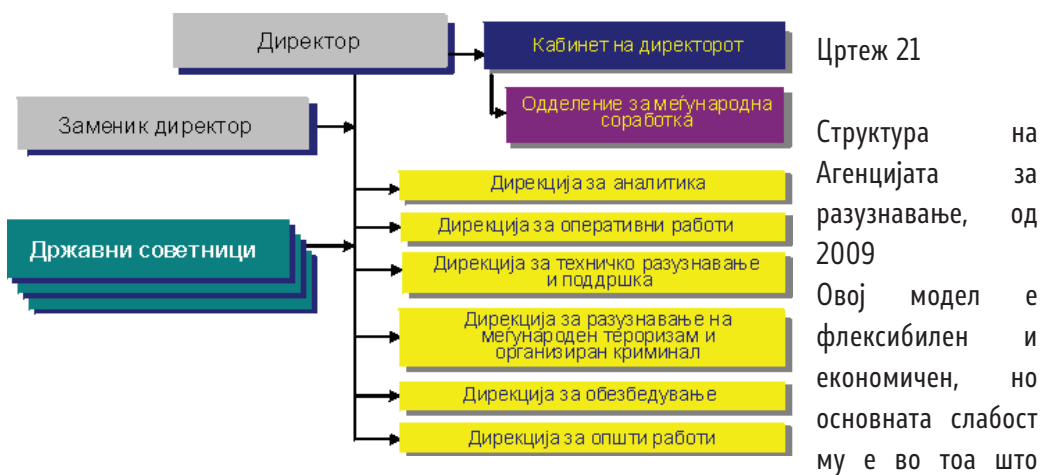 Директор
Кабинет на директорот
Одделение за меѓународна
соработка
Заменик директор
Државни советници
Дирекција за аналитика
Дирекција за оперативни работи
Дирекција за техничко разузнавање
и поддршка
Дирекција за разузнавање на
меѓународен тероризам и
организиран криминал
Дирекција за обезбедување
Дирекција за општи работи
Цртеж 21
Структура на
Агенцијата за
разузнавање, од
2009
Овој модел е
флексибилен и
економичен, но
основната слабост
му е во тоа што